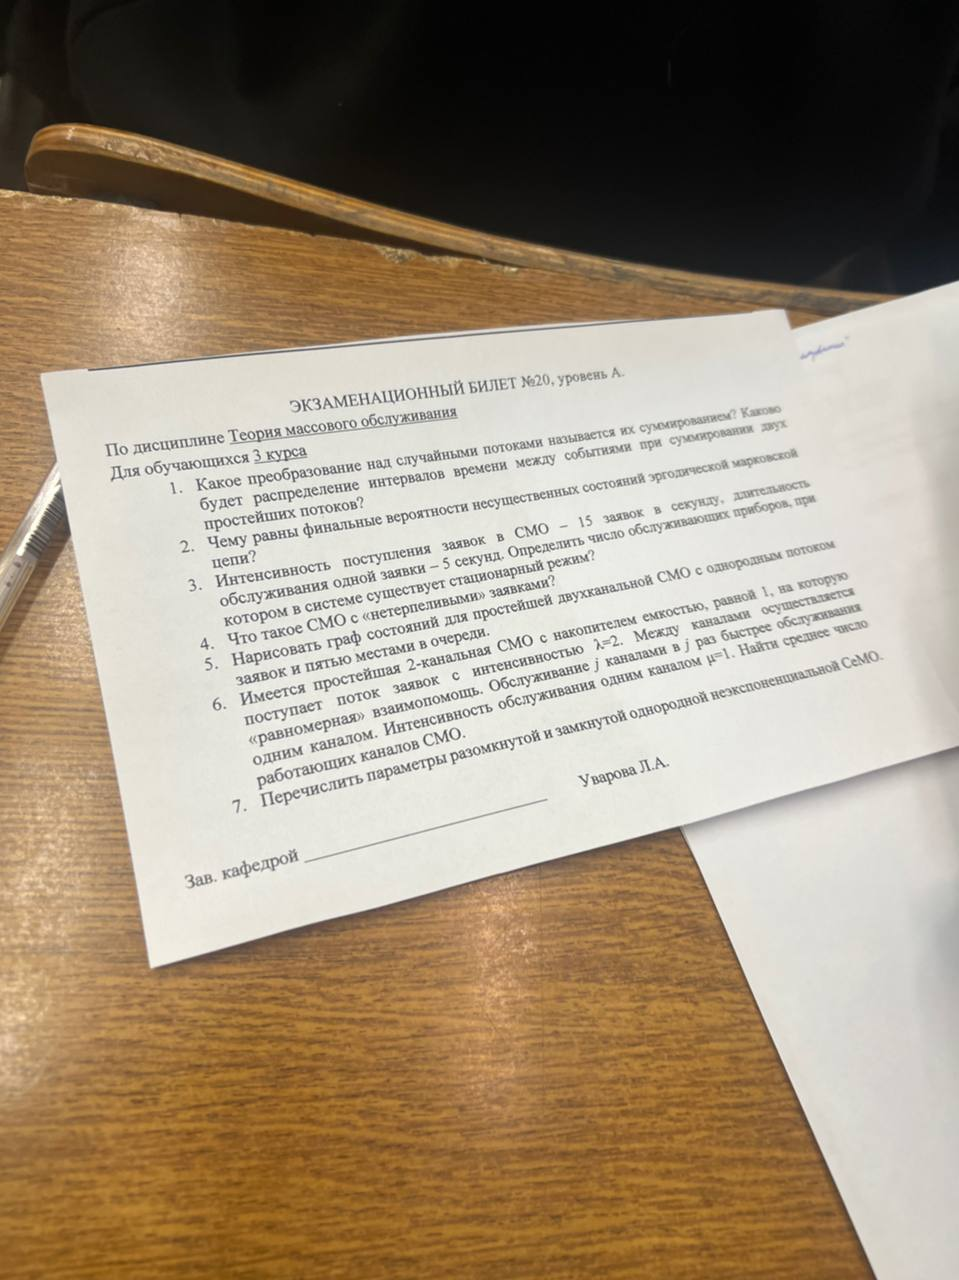 ЭКЗАМЕНАЦИОННЫЙ БИЛЕТ №20, уровень А.
По дисциплине Теория массового обслуживания
Для обучающихся 3 курса
1. Какое преобразование над случайными потоками называется их суммированием? Каково
будет распределение интервалов времени между событиями при суммировании двух
простейших потоков?
2. Чему равны финальные вероятности несущественных состояний эргодической марковской
цепи?
3. Интенсивность поступления заявок в СМО – 15 заявок в секунду, длительность
обслуживания одной заявки – 5 секунд. Определить число обслуживающих приборов, при
котором в системе существует стационарный режим?
4. Что такое СМО с «нетерпеливыми» заявками?
5. Нарисовать граф состояний для простейшей двухканальной СМО с однородным потоком
заявок и пятью местами в очереди.
6. Имеется простейшая 2-канальная СМО с накопителем емкостью, равной 1, на которую
поступает поток заявок с интенсивностью λ=2. Между каналами осуществляется
«равномерная» взаимопомощь. Обслуживание j каналами в j раз быстрее обслуживания
одним каналом. Интенсивность обслуживания одним каналом μ=1. Найти среднее число
работающих каналов СМО.
7. Перечислить параметры разомкнутой и замкнутой однородной неэкспоненциальной СеМО.
Зав. кафедрой Уварова Л.А.